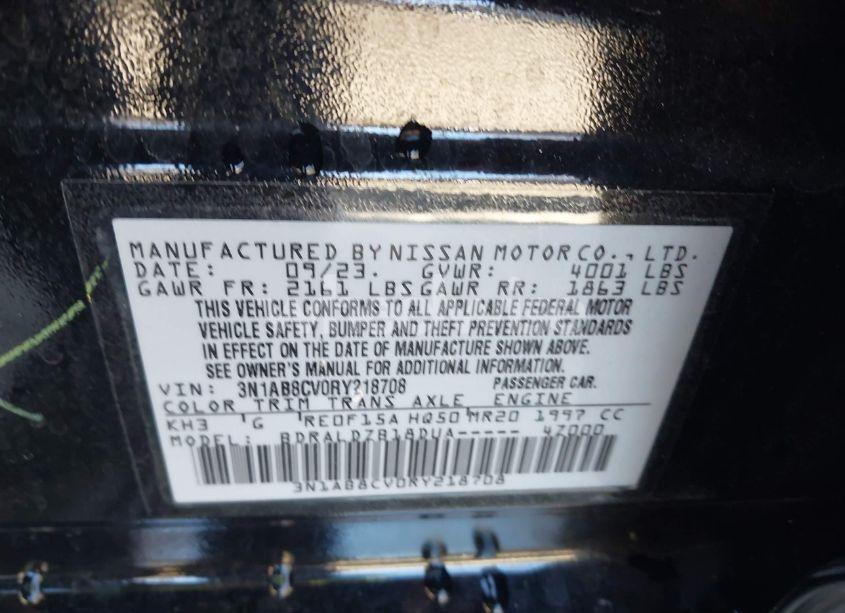 MANUFACTURED BY NISSAN MOTOR CO., LTD.
DATE: 09/23. GVWR: 4001 LBS
GAWR FR: 2161 LBS GAWR RR: 1863 LBS
THIS VEHICLE CONFORMS TO ALL APPLICABLE FEDERAL MOTOR
VEHICLE SAFETY, BUMPER AND THEFT PREVENTION STANDARDS
IN EFFECT ON THE DATE OF MANUFACTURE SHOWN ABOVE.
SEE OWNER'S MANUAL FOR ADDITIONAL INFORMATION.
VIN: 3N1AB8CV0RY218708 PASSENGER CAR.
COLOR TRIM TRANS AXLE ENGINE
KH3 G RE0F15A HQ50 MR20 1997 CC
MODEL: BDRALDZB18DUA----- 47000
3N1AB8CV0RY218708